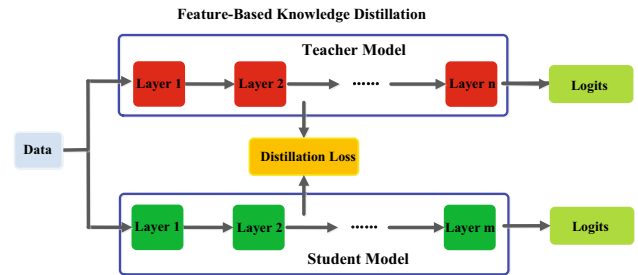 Feature-Based Knowledge Distillation
Teacher Model
Layer 1
Layer 2
......
Layer n
Logits
Data
Distillation Loss
Layer 1
Layer 2
......
Layer m
Logits
Student Model